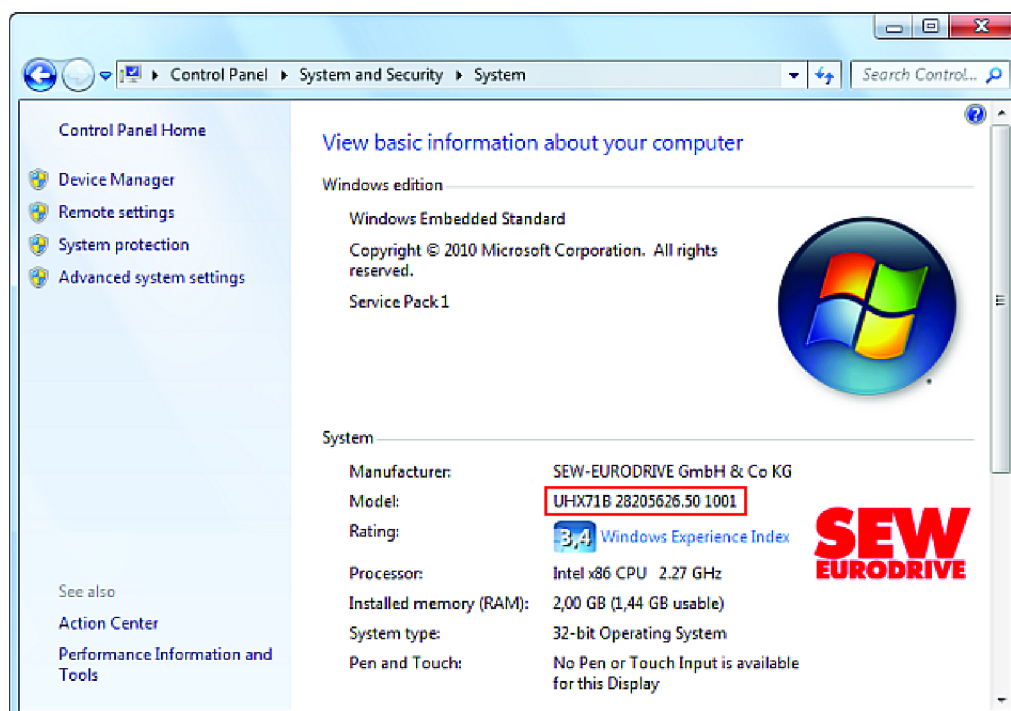 Control Panel System and Security System
Search Control...
Control Panel Home
Device Manager
Remote settings
System protection
Advanced system settings
See also
Action Center
Performance Information and
Tools
View basic information about your computer
Windows edition
Windows Embedded Standard
Copyright © 2010 Microsoft Corporation. All rights
reserved.
Service Pack 1
System
Manufacturer: SEW-EURODRIVE GmbH & Co KG
Model: UHX71B 28205626.50 1001
Rating: 3,4 Windows Experience Index
Processor: Intel x86 CPU 2.27 GHz
Installed memory (RAM): 2,00 GB (1,44 GB usable)
System type: 32-bit Operating System
Pen and Touch: No Pen or Touch Input is available
for this Display
SEW
EURODRIVE